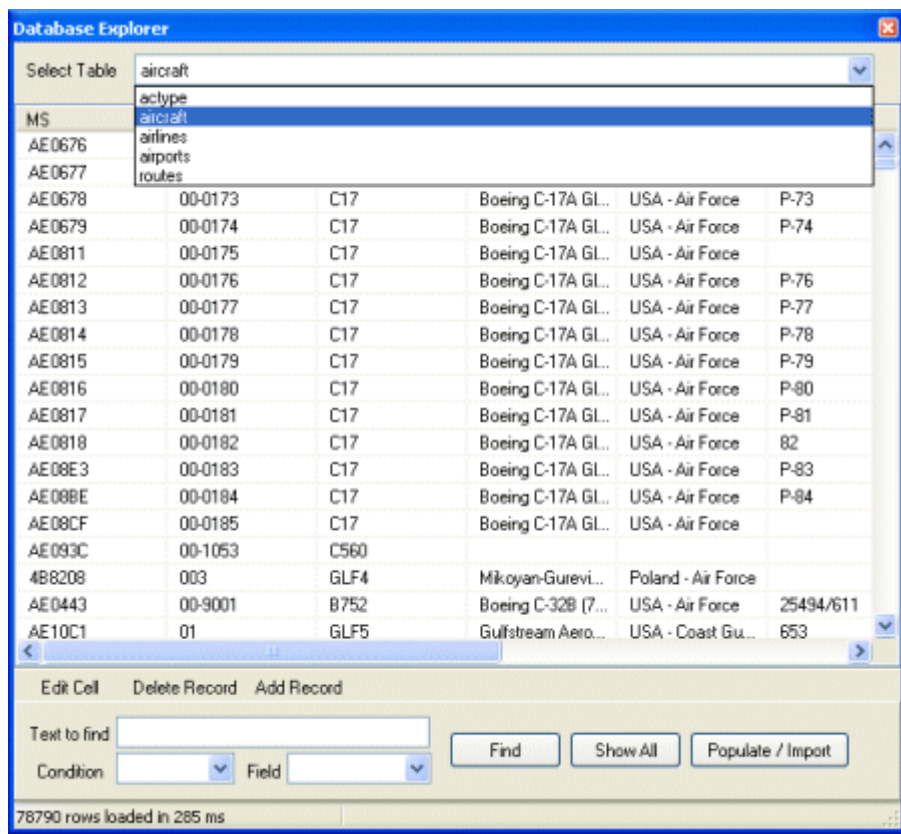 Database Explorer
Select Table aircraft
actype
MS aircraft
AE0676 airlines
airports
AE0677 routes
AE0678 00-0173 C17 Boeing C-17A Gl... USA - Air Force P-73
AE0679 00-0174 C17 Boeing C-17A Gl... USA - Air Force P-74
AE0811 00-0175 C17 Boeing C-17A Gl... USA - Air Force
AE0812 00-0176 C17 Boeing C-17A Gl... USA - Air Force P-76
AE0813 00-0177 C17 Boeing C-17A Gl... USA - Air Force P-77
AE0814 00-0178 C17 Boeing C-17A Gl... USA - Air Force P-78
AE0815 00-0179 C17 Boeing C-17A Gl... USA - Air Force P-79
AE0816 00-0180 C17 Boeing C-17A Gl... USA - Air Force P-80
AE0817 00-0181 C17 Boeing C-17A Gl... USA - Air Force P-81
AE0818 00-0182 C17 Boeing C-17A Gl... USA - Air Force 82
AE08E3 00-0183 C17 Boeing C-17A Gl... USA - Air Force P-83
AE08BE 00-0184 C17 Boeing C-17A Gl... USA - Air Force P-84
AE08CF 00-0185 C17 Boeing C-17A Gl... USA - Air Force
AE093C 00-1053 C560
4B8208 003 GLF4 Mikoyan-Gurevi... Poland - Air Force
AE0443 00-9001 B752 Boeing C-32B (7... USA - Air Force 25494/611
AE10C1 01 GLF5 Gulfstream Aero... USA - Coast Gu... 653
Edit Cell Delete Record Add Record
Text to find
Find Show All Populate / Import
Condition Field
78790 rows loaded in 285 ms